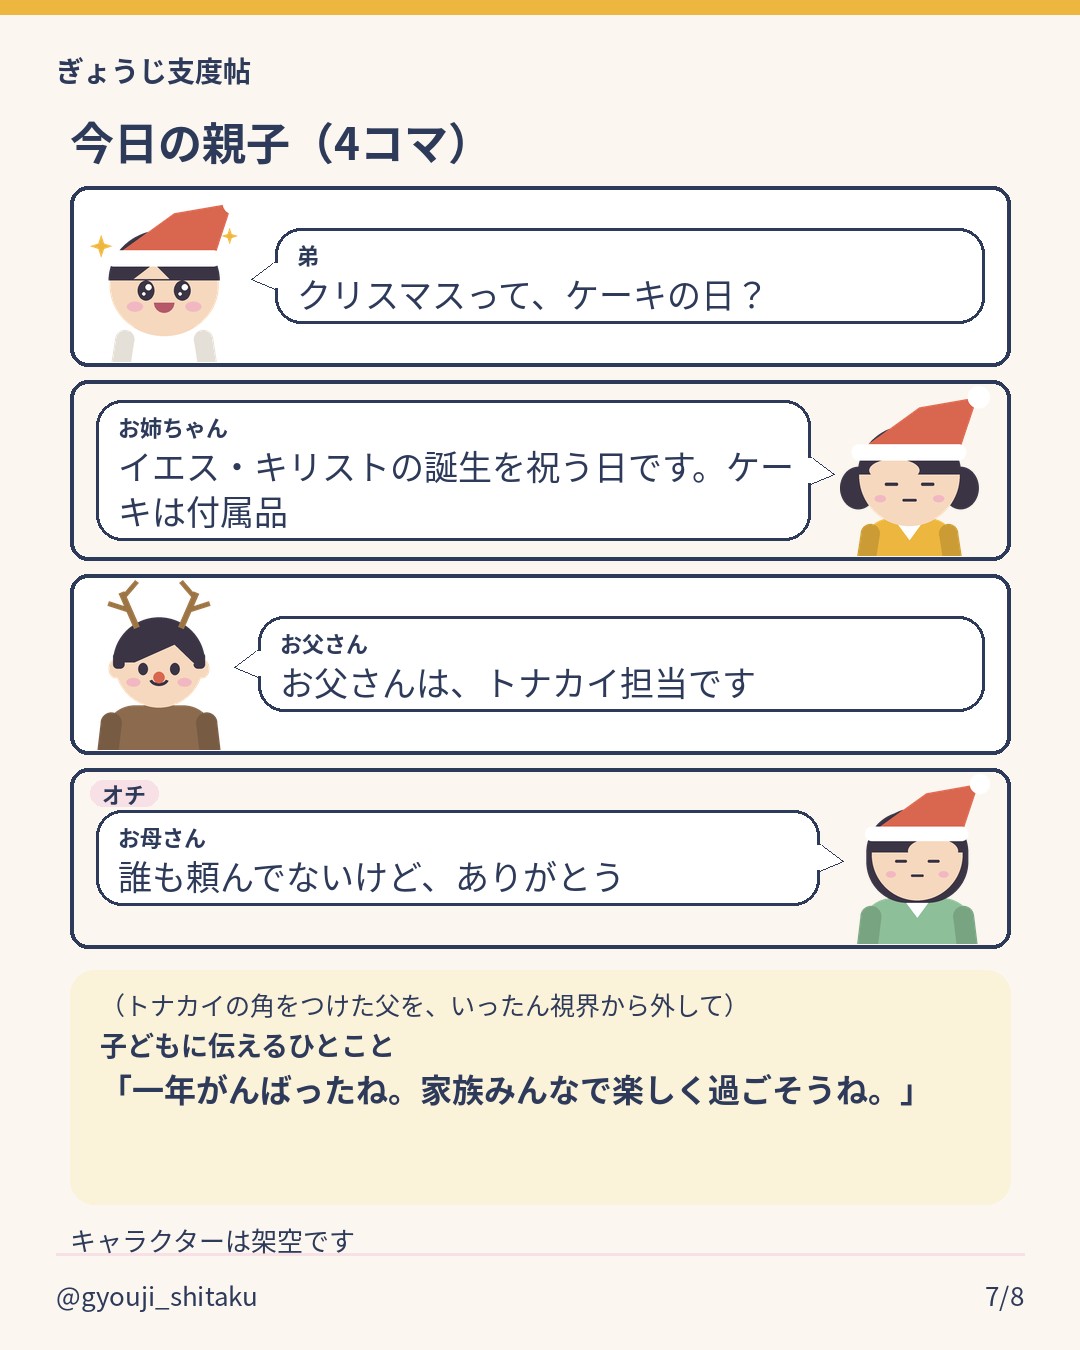 ぎょうじ支度帖
今日の親子（4コマ）
弟
クリスマスって、ケーキの日？
お姉ちゃん
イエス・キリストの誕生を祝う日です。ケー
キは付属品
お父さん
お父さんは、トナカイ担当です
オチ
お母さん
誰も頼んでないけど、ありがとう
（トナカイの角をつけた父を、いったん視界から外して）
子どもに伝えるひとこと
「一年がんばったね。家族みんなで楽しく過ごそうね。」
キャラクターは架空です
@gyouji_shitaku
7/8